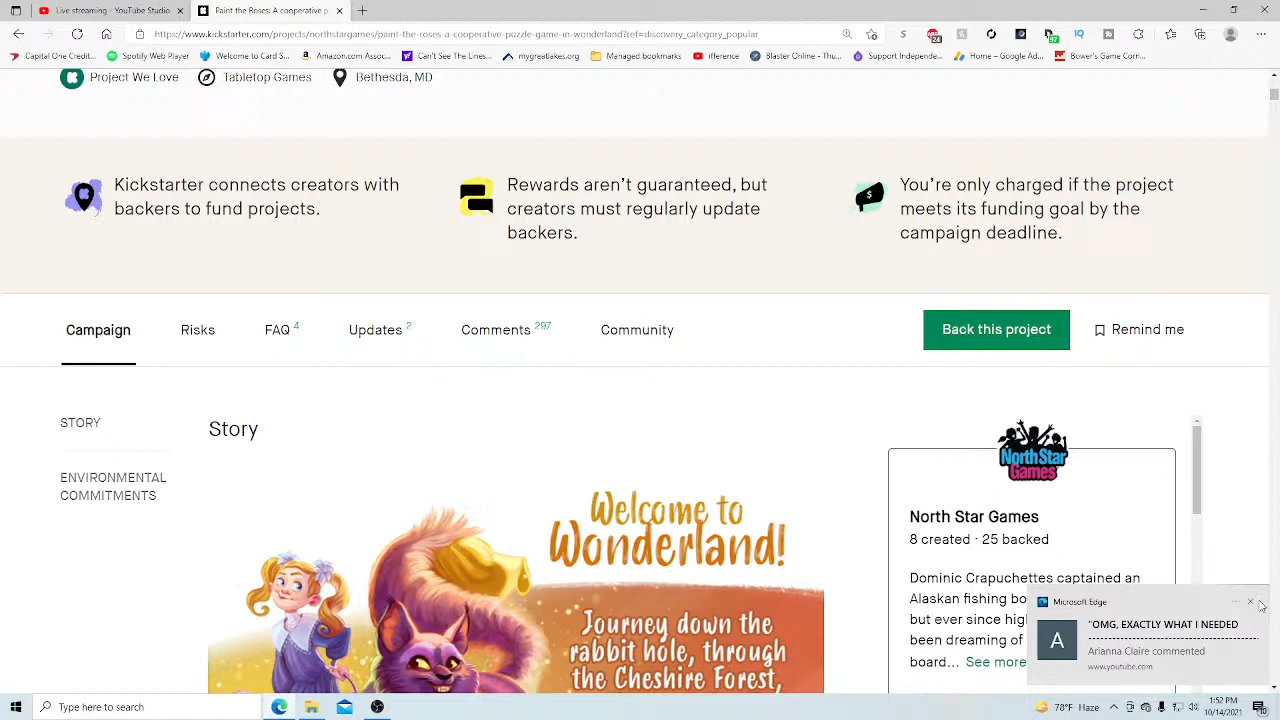 Live streaming - YouTube Studio
Paint the Roses: A cooperative p
https://www.kickstarter.com/projects/northstargames/paint-the-roses-a-cooperative-puzzle-game-in-wonderland?ref=discovery_category_popular
Capital One Cafes
Spotify Web Player
Walmart Card S...
Amazon Assoc...
Can't See The Lines...
mygreatlakes.org
Merged bookmarks
ifference
Blaster Online - Thu...
Support Independe...
Home – Google Ad...
Bower's Game Corn...
Project We Love
Tabletop Games
Bethesda, MD
Kickstarter connects creators with
backers to fund projects.
Rewards aren't guaranteed, but
creators must regularly update
backers.
You're only charged if the project
meets its funding goal by the
campaign deadline.
Campaign
Risks
FAQ 4
Updates 2
Comments 297
Community
Back this project
Remind me
STORY
ENVIRONMENTAL
COMMITMENTS
Story
Welcome to
Wonderland!
Journey down the
rabbit hole, through
the Cheshire Forest,
North Star
Games
North Star Games
8 created · 25 backed
Dominic Crapuchettes captained an
Alaskan fishing bo
but ever since high
been dreaming of
board... See more
Microsoft Edge
A
"OMG, EXACTLY WHAT I NEEDED
Arianna Claire commented
www.youtube.com
Type here to search
78°F Haze
1:52 PM
10/14/2021